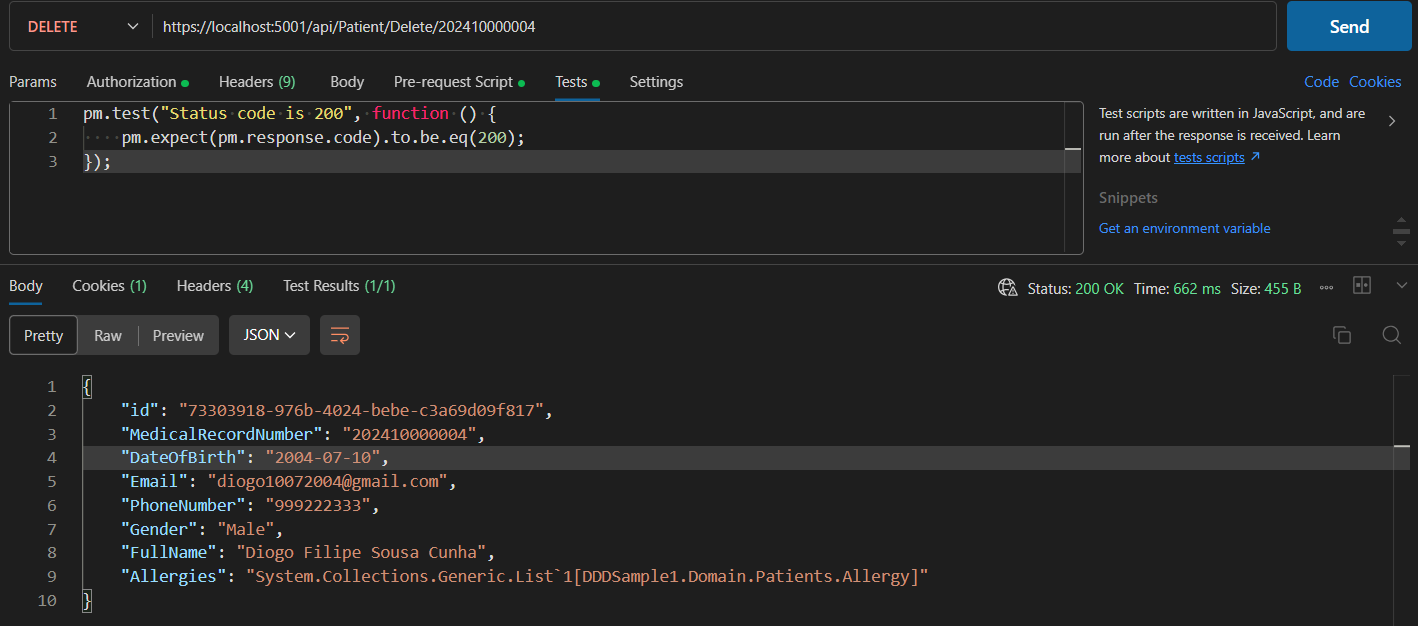 DELETE https://localhost:5001/api/Patient/Delete/202410000004 Send
Params Authorization Headers (9) Body Pre-request Script Tests Settings Code Cookies
1 pm.test("Status·code·is·200",·function·()·{
2 ····pm.expect(pm.response.code).to.be.eq(200);
3 });
Test scripts are written in JavaScript, and are
run after the response is received. Learn
more about tests scripts ↗
Snippets
Get an environment variable
Body Cookies (1) Headers (4) Test Results (1/1) Status: 200 OK Time: 662 ms Size: 455 B
Pretty Raw Preview JSON
1 {
2 "id": "73303918-976b-4024-bebe-c3a69d09f817",
3 "MedicalRecordNumber": "202410000004",
4 "DateOfBirth": "2004-07-10",
5 "Email": "diogo10072004@gmail.com",
6 "PhoneNumber": "999222333",
7 "Gender": "Male",
8 "FullName": "Diogo Filipe Sousa Cunha",
9 "Allergies": "System.Collections.Generic.List`1[DDDSample1.Domain.Patients.Allergy]"
10 }